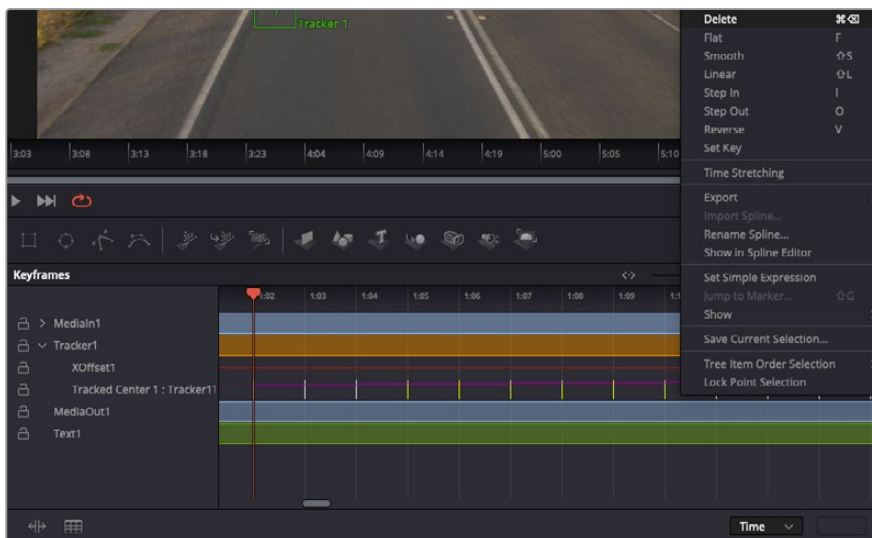 Tracker 1
Delete ⌘⌫
Flat F
Smooth ⇧S
Linear ⇧L
Step In I
Step Out O
Reverse V
Set Key
Time Stretching
Export
Import Spline...
Rename Spline...
Show in Spline Editor
Set Simple Expression
Jump to Marker... ⇧G
Show
Save Current Selection...
Tree Item Order Selection
Lock Point Selection
3:03 3:08 3:13 3:18 3:23 4:04 4:09 4:14 4:19 5:00 5:05 5:10
T
Keyframes
1:02 1:03 1:04 1:05 1:06 1:07 1:08 1:09
MediaIn1
Tracker1
XOffset1
Tracked Center 1 : Tracker11
MediaOut1
Text1
Time